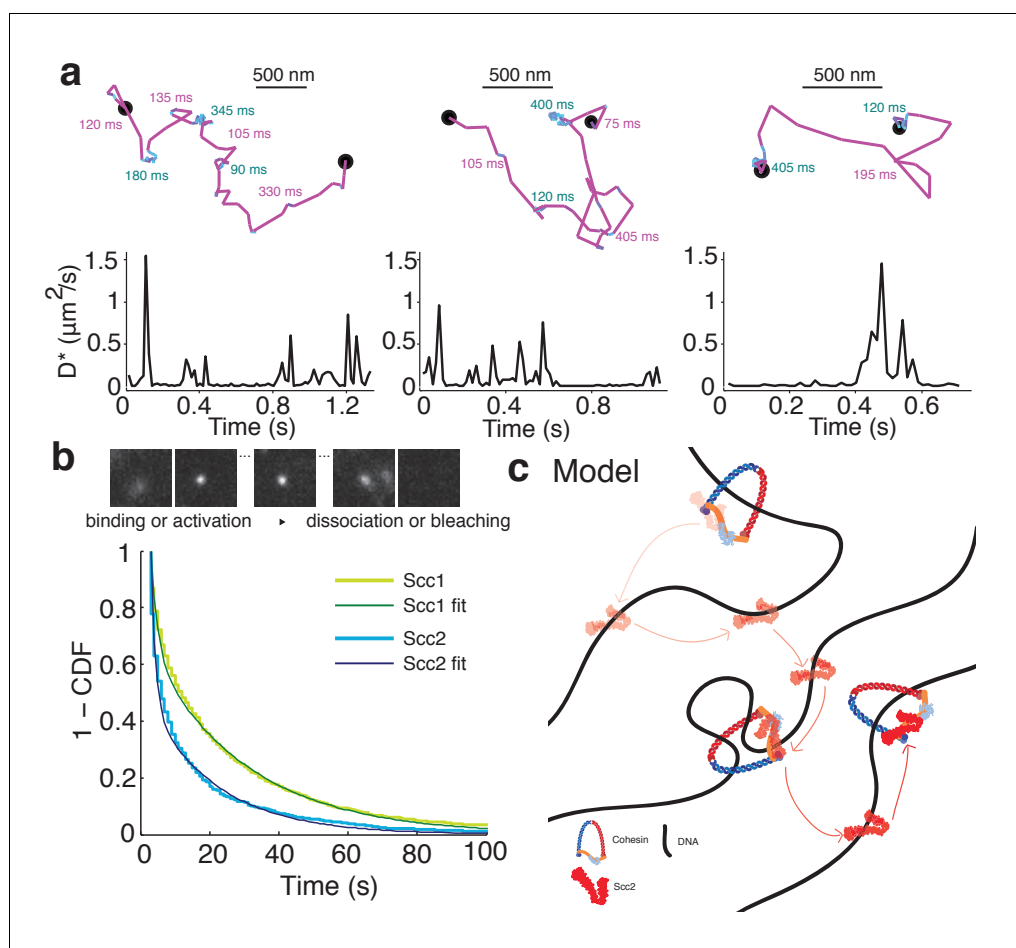 a
500 nm
500 nm
500 nm
135 ms
345 ms
120 ms
105 ms
180 ms
90 ms
330 ms
400 ms
75 ms
105 ms
120 ms
405 ms
120 ms
405 ms
195 ms
D* (μm²/s)
1.5
1
0.5
0
0 0.4 0.8 1.2
Time (s)
1.5
1
0.5
0
0 0.4 0.8
Time (s)
1.5
1
0.5
0
0 0.2 0.4 0.6
Time (s)
b
... ...
binding or activation ▸ dissociation or bleaching
1 – CDF
1
0.8
0.6
0.4
0.2
0
0 20 40 60 80 100
Time (s)
Scc1
Scc1 fit
Scc2
Scc2 fit
c Model
Cohesin
DNA
Scc2